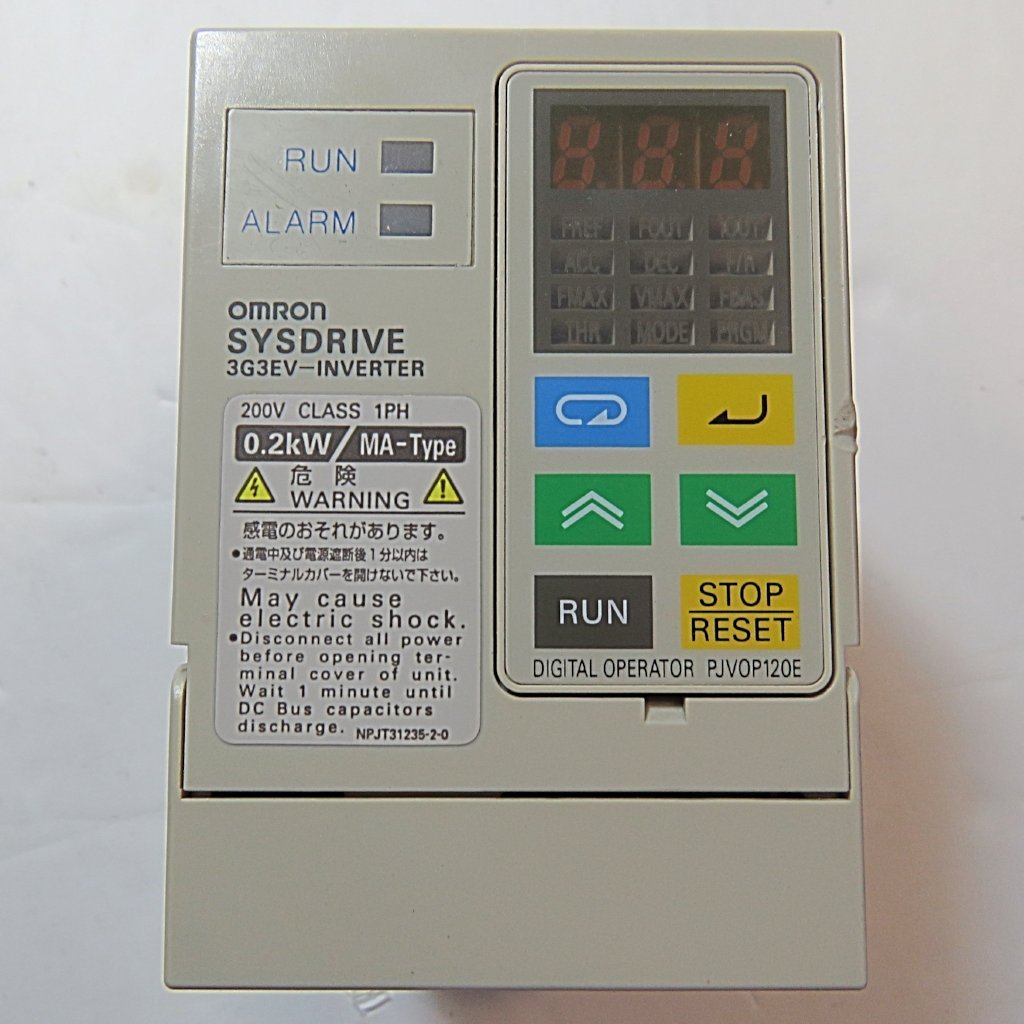 RUN
ALARM
OMRON
SYSDRIVE
3G3EV-INVERTER
200V CLASS 1PH
0.2kW/MA-Type
危険
WARNING
感電のおそれがあります。
●通電中及び電源遮断後1分以内は
ターミナルカバーを開けないで下さい。
May cause
electric shock.
●Disconnect all power
before opening ter-
minal cover of unit.
Wait 1 minute until
DC Bus capacitors
discharge. NPJT31235-2-0
8.8.8
FREF FOUT IOUT
ACC DEC F/R
FMAX VMAX FBAS
THR MODE PRGM
RUN
STOP
RESET
DIGITAL OPERATOR PJVOP120E